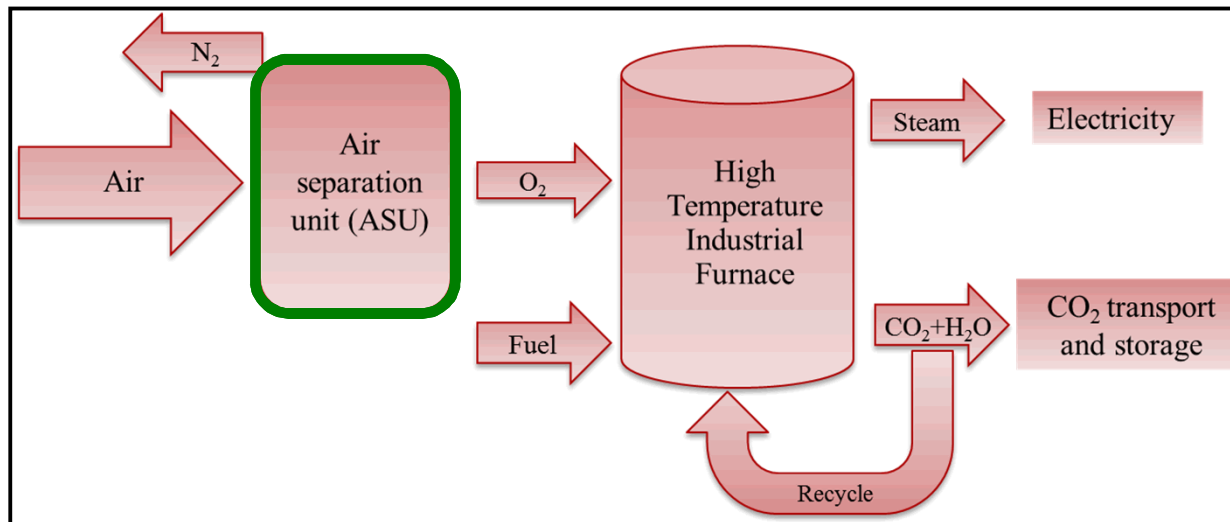 N₂
Air
Air
separation
unit (ASU)
O₂
Fuel
High
Temperature
Industrial
Furnace
Steam
Electricity
CO₂+H₂O
CO₂ transport
and storage
Recycle